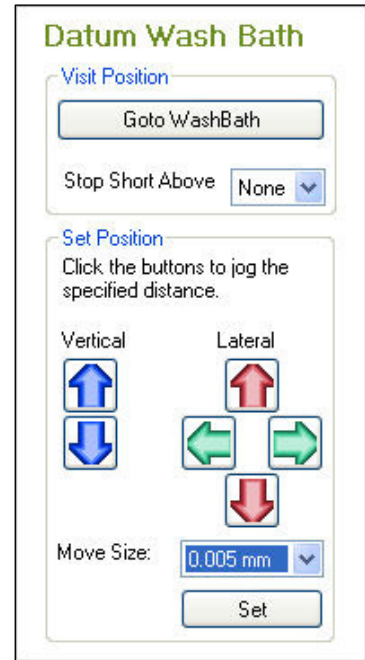 Datum Wash Bath
Visit Position
Goto WashBath
Stop Short Above None
Set Position
Click the buttons to jog the
specified distance.
Vertical Lateral
Move Size: 0.005 mm
Set